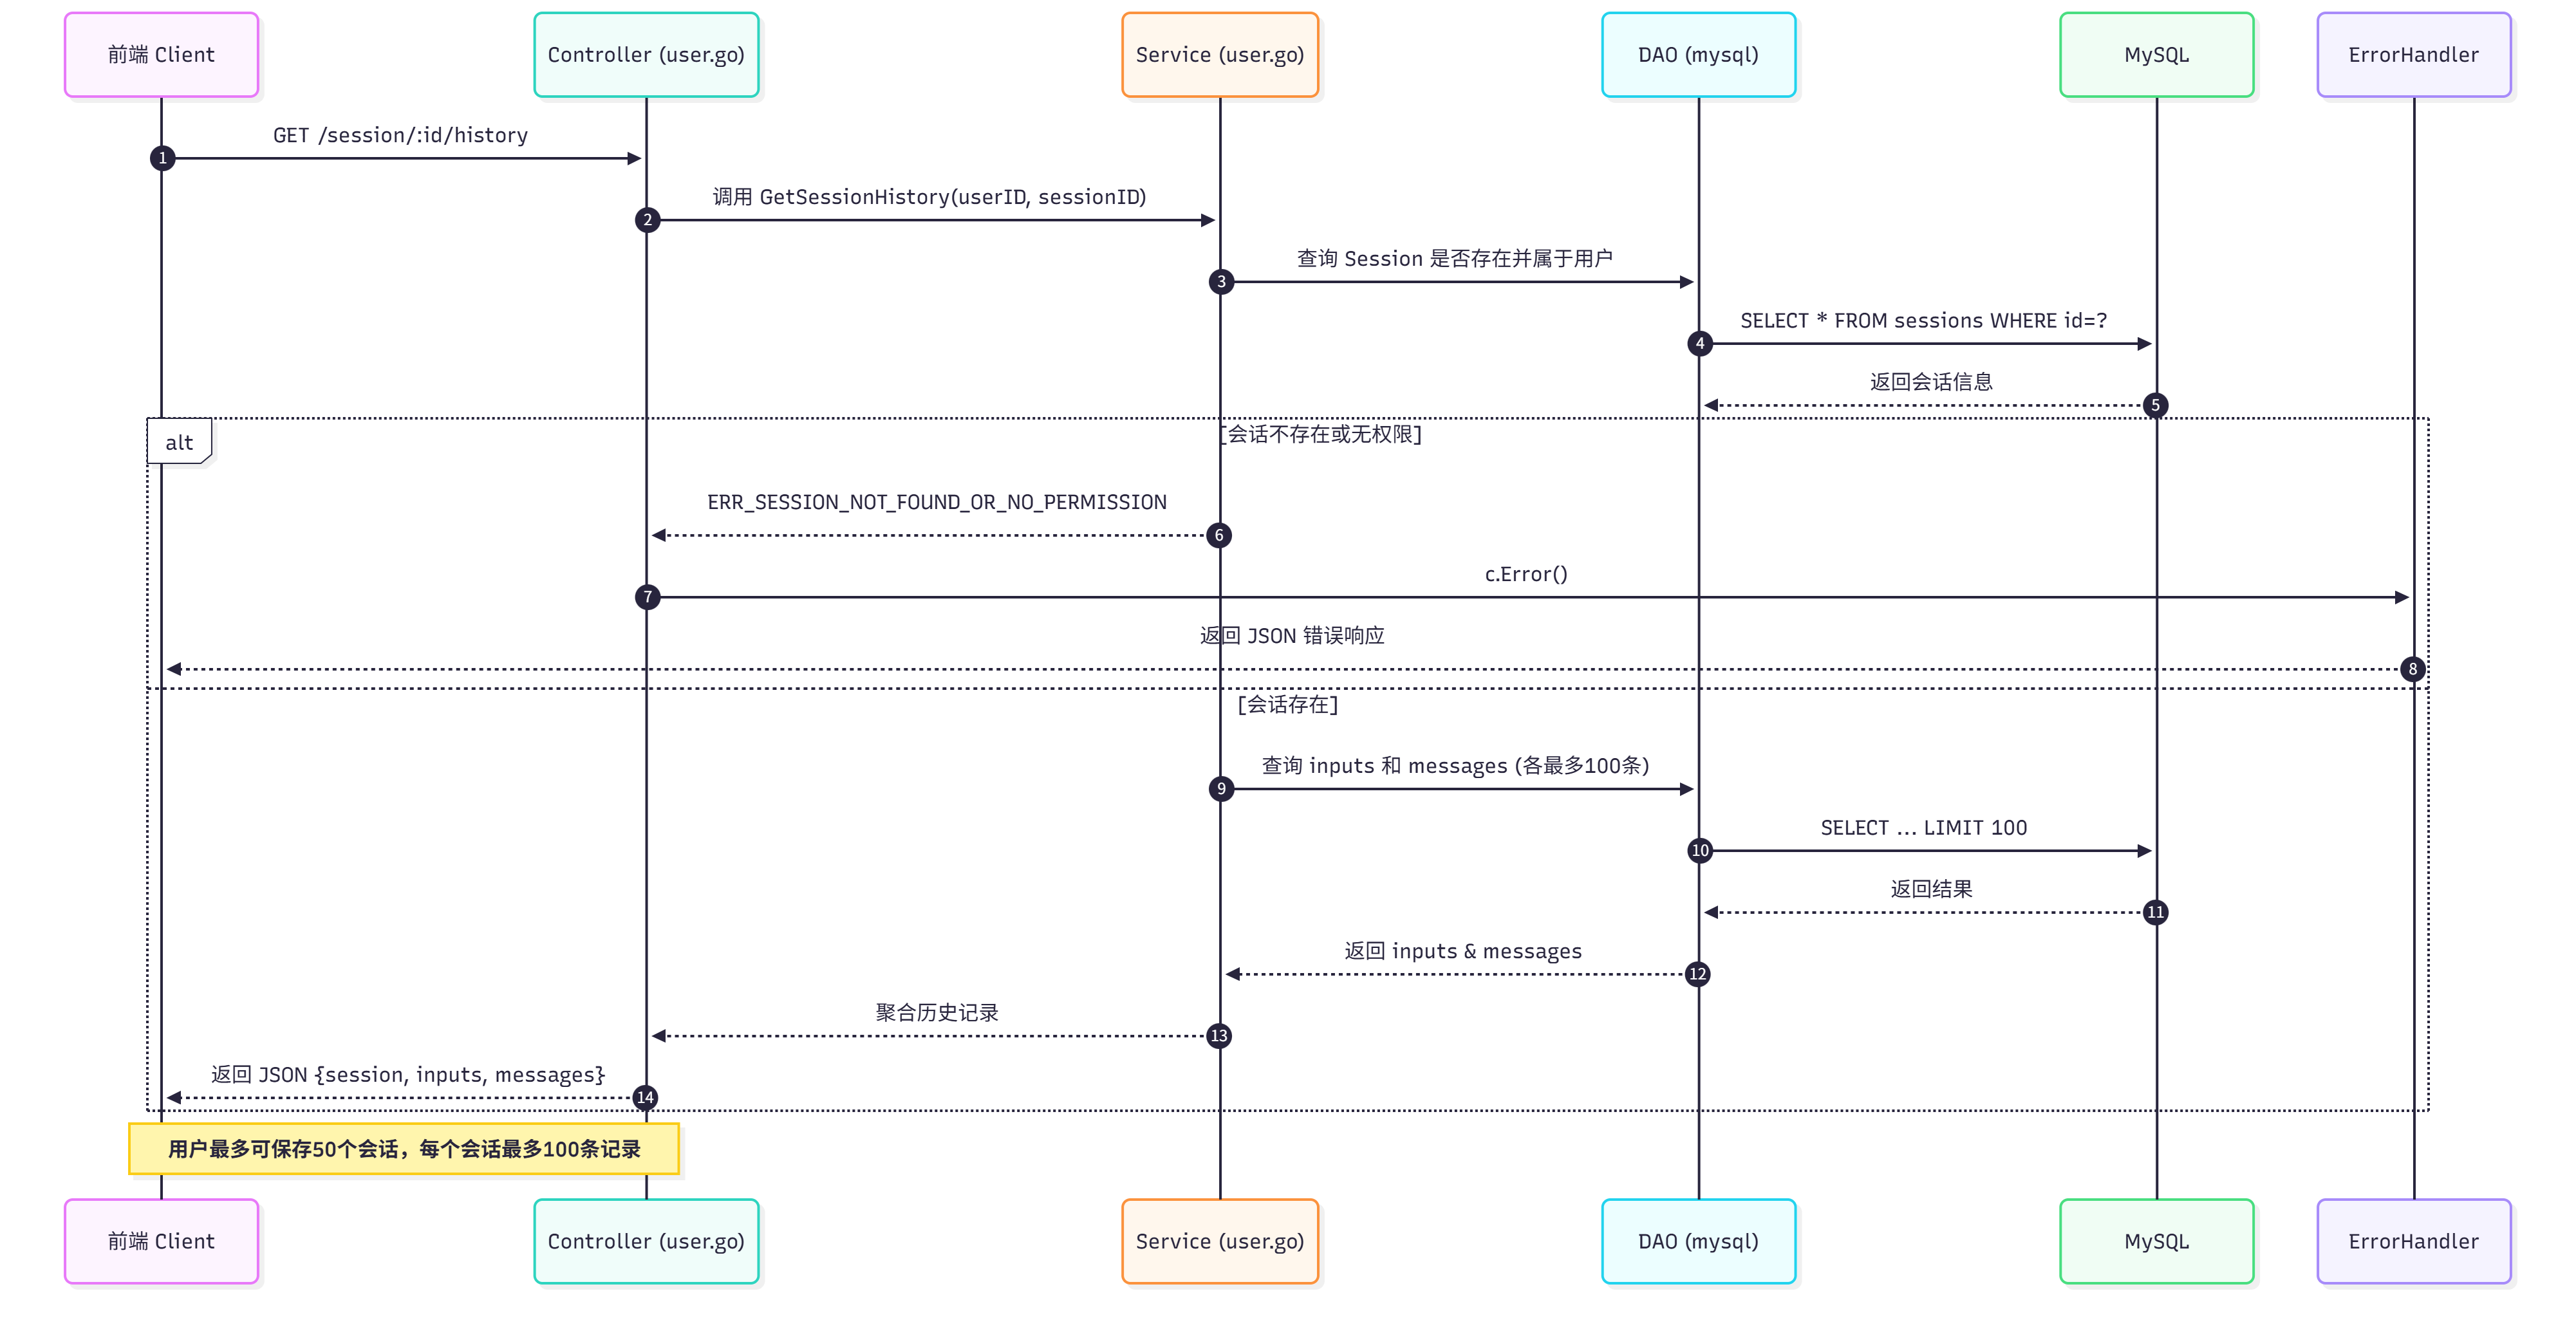 前端 Client
Controller (user.go)
Service (user.go)
DAO (mysql)
MySQL
ErrorHandler
GET /session/:id/history
1
调用 GetSessionHistory(userID, sessionID)
2
查询 Session 是否存在并属于用户
3
SELECT * FROM sessions WHERE id=?
4
返回会话信息
5
alt
[会话不存在或无权限]
ERR_SESSION_NOT_FOUND_OR_NO_PERMISSION
6
c.Error()
7
返回 JSON 错误响应
8
[会话存在]
查询 inputs 和 messages (各最多100条)
9
SELECT ... LIMIT 100
10
返回结果
11
返回 inputs & messages
12
聚合历史记录
13
返回 JSON {session, inputs, messages}
14
用户最多可保存50个会话，每个会话最多100条记录
前端 Client
Controller (user.go)
Service (user.go)
DAO (mysql)
MySQL
ErrorHandler